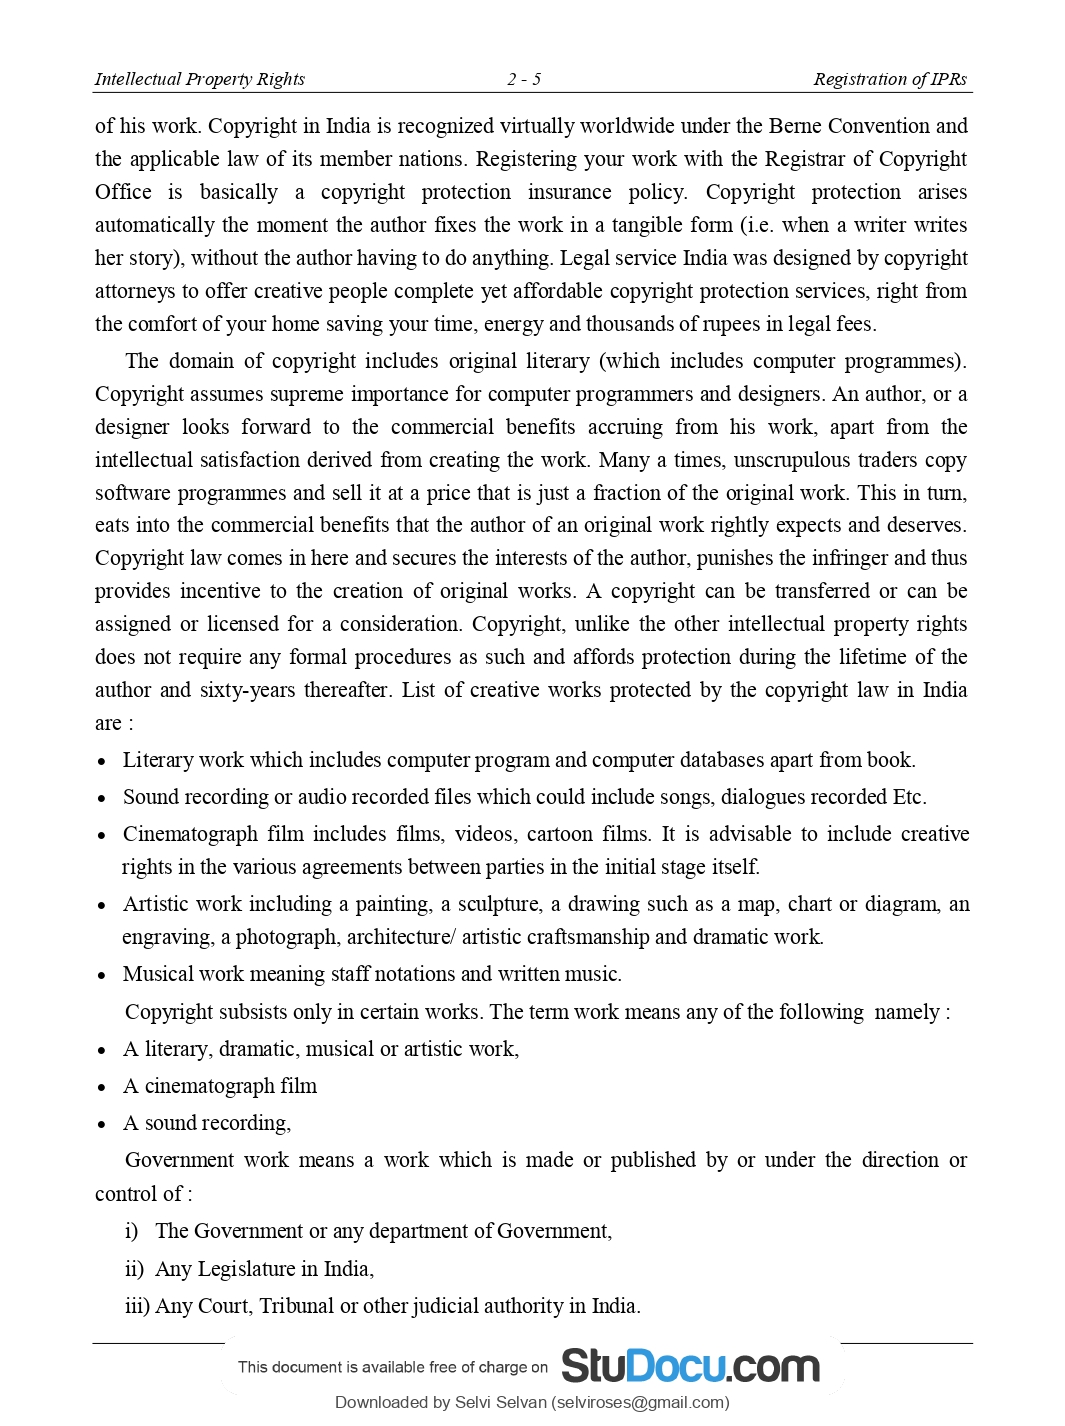 Intellectual Property Rights 2 - 5 Registration of IPRs
of his work. Copyright in India is recognized virtually worldwide under the Berne Convention and
the applicable law of its member nations. Registering your work with the Registrar of Copyright
Office is basically a copyright protection insurance policy. Copyright protection arises
automatically the moment the author fixes the work in a tangible form (i.e. when a writer writes
her story), without the author having to do anything. Legal service India was designed by copyright
attorneys to offer creative people complete yet affordable copyright protection services, right from
the comfort of your home saving your time, energy and thousands of rupees in legal fees.
The domain of copyright includes original literary (which includes computer programmes).
Copyright assumes supreme importance for computer programmers and designers. An author, or a
designer looks forward to the commercial benefits accruing from his work, apart from the
intellectual satisfaction derived from creating the work. Many a times, unscrupulous traders copy
software programmes and sell it at a price that is just a fraction of the original work. This in turn,
eats into the commercial benefits that the author of an original work rightly expects and deserves.
Copyright law comes in here and secures the interests of the author, punishes the infringer and thus
provides incentive to the creation of original works. A copyright can be transferred or can be
assigned or licensed for a consideration. Copyright, unlike the other intellectual property rights
does not require any formal procedures as such and affords protection during the lifetime of the
author and sixty-years thereafter. List of creative works protected by the copyright law in India
are :
• Literary work which includes computer program and computer databases apart from book.
• Sound recording or audio recorded files which could include songs, dialogues recorded Etc.
• Cinematograph film includes films, videos, cartoon films. It is advisable to include creative
rights in the various agreements between parties in the initial stage itself.
• Artistic work including a painting, a sculpture, a drawing such as a map, chart or diagram, an
engraving, a photograph, architecture/ artistic craftsmanship and dramatic work.
• Musical work meaning staff notations and written music.
Copyright subsists only in certain works. The term work means any of the following namely :
• A literary, dramatic, musical or artistic work,
• A cinematograph film
• A sound recording,
Government work means a work which is made or published by or under the direction or
control of :
i) The Government or any department of Government,
ii) Any Legislature in India,
iii) Any Court, Tribunal or other judicial authority in India.
This document is available free of charge on StuDocu.com
Downloaded by Selvi Selvan (selviroses@gmail.com)